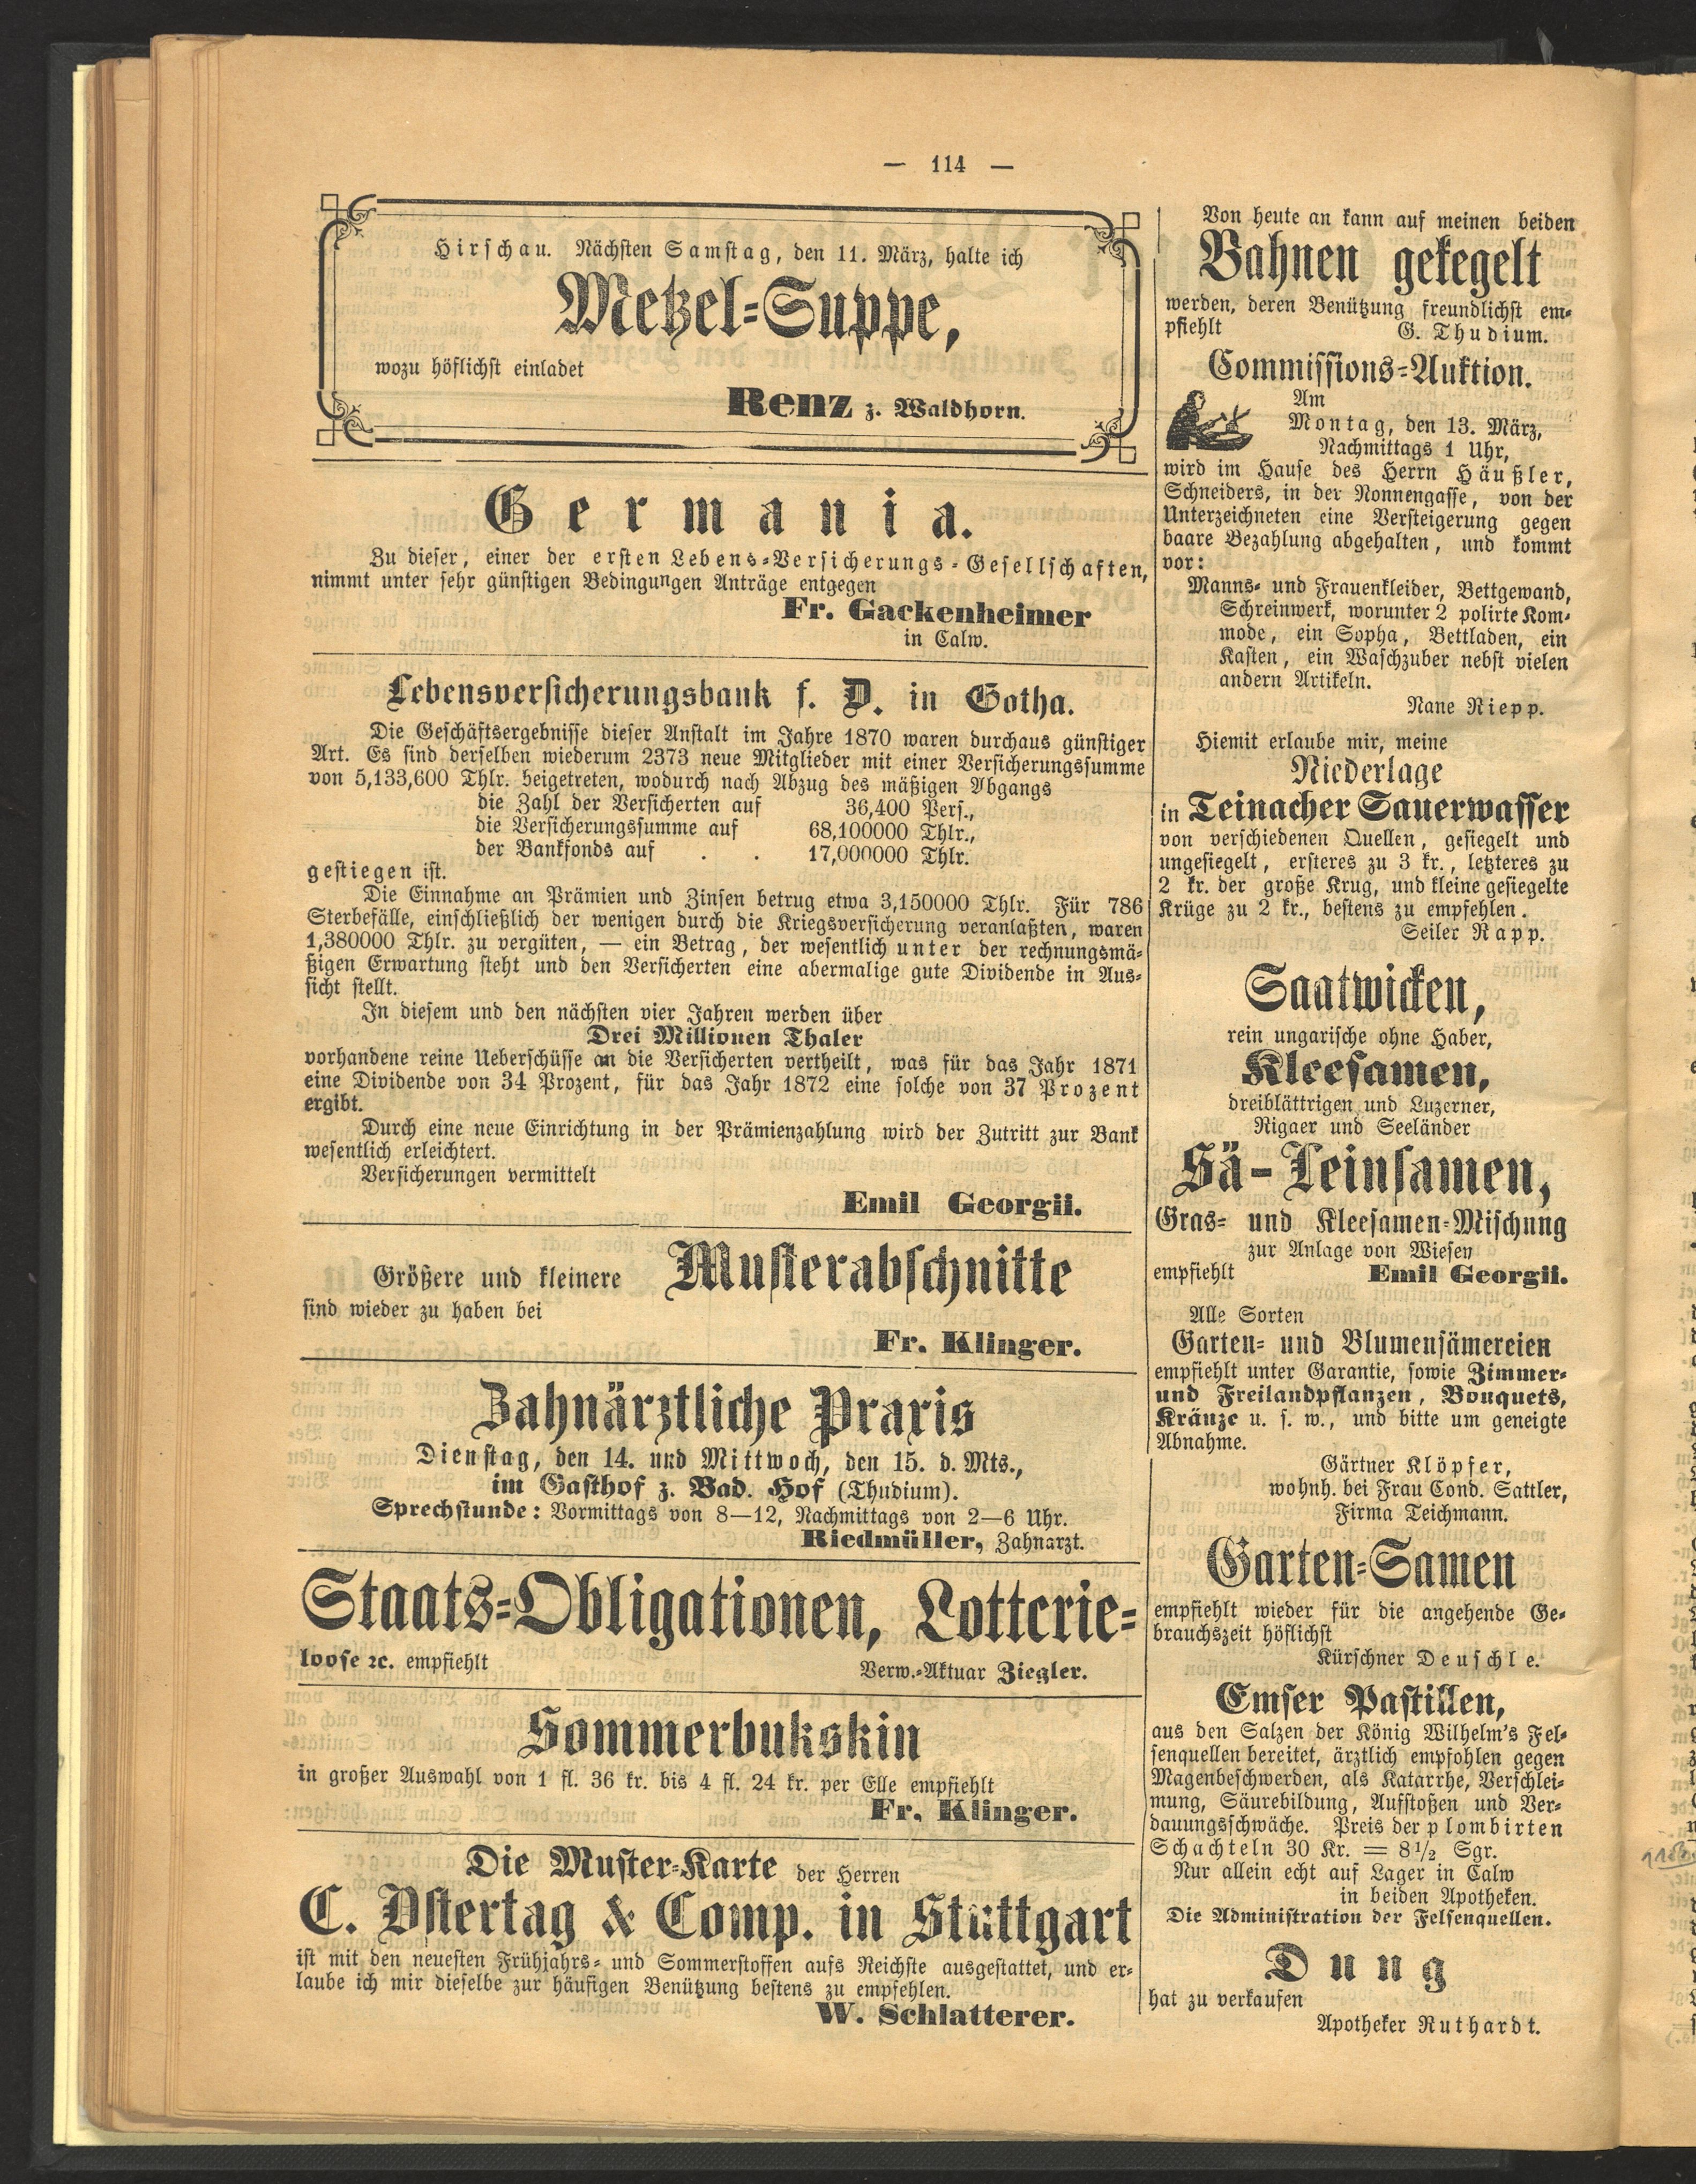 — 114 —
Hirschau. Nächsten Samstag, den 11. März, halte ich
Metzel-Suppe,
wozu höflichst einladet
Renz z. Waldhorn.
Germania.
Zu dieser, einer der ersten Lebens-Versicherungs-Gesellschaften,
nimmt unter sehr günstigen Bedingungen Anträge entgegen
Fr. Gackenheimer
in Calw.
Lebensversicherungsbank f. D. in Gotha.
Die Geschäftsergebnisse dieser Anstalt im Jahre 1870 waren durchaus günstiger
Art. Es sind derselben wiederum 2373 neue Mitglieder mit einer Versicherungssumme
von 5,133,600 Thlr. beigetreten, wodurch nach Abzug des mäßigen Abgangs
die Zahl der Versicherten auf 36,400 Pers.,
die Versicherungssumme auf 68,100000 Thlr.,
der Bankfonds auf . . 17,000000 Thlr.
gestiegen ist.
Die Einnahme an Prämien und Zinsen betrug etwa 3,150000 Thlr. Für 786
Sterbefälle, einschließlich der wenigen durch die Kriegsversicherung veranlaßten, waren
1,380000 Thlr. zu vergüten, — ein Betrag, der wesentlich unter der rechnungsmä-
ßigen Erwartung steht und den Versicherten eine abermalige gute Dividende in Aus-
sicht stellt.
In diesem und den nächsten vier Jahren werden über
Drei Millionen Thaler
vorhandene reine Ueberschüsse an die Versicherten vertheilt, was für das Jahr 1871
eine Dividende von 34 Prozent, für das Jahr 1872 eine solche von 37 Prozent
ergibt.
Durch eine neue Einrichtung in der Prämienzahlung wird der Zutritt zur Bank
wesentlich erleichtert.
Versicherungen vermittelt
Emil Georgii.
Größere und kleinere Musterabschnitte
sind wieder zu haben bei
Fr. Klinger.
Zahnärztliche Praxis
Dienstag, den 14. und Mittwoch, den 15. d. Mts.,
im Gasthof z. Bad. Hof (Thudium).
Sprechstunde: Vormittags von 8—12, Nachmittags von 2—6 Uhr.
Riedmüller, Zahnarzt.
Staats-Obligationen, Lotterie-
loose ꝛc. empfiehlt Verw.-Aktuar Ziegler.
Sommerbukskin
in großer Auswahl von 1 fl. 36 kr. bis 4 fl. 24 kr. per Elle empfiehlt
Fr. Klinger.
Die Muster-Karte der Herren
C. Ostertag & Comp. in Stuttgart
ist mit den neuesten Frühjahrs- und Sommerstoffen aufs Reichste ausgestattet, und er-
laube ich mir dieselbe zur häufigen Benützung bestens zu empfehlen.
W. Schlatterer.
Von heute an kann auf meinen beiden
Bahnen gekegelt
werden, deren Benützung freundlichst em-
pfiehlt G. Thudium.
Commissions-Auktion.
Am
Montag, den 13. März,
Nachmittags 1 Uhr,
wird im Hause des Herrn Häußler,
Schneiders, in der Nonnengasse, von der
Unterzeichneten eine Versteigerung gegen
baare Bezahlung abgehalten, und kommt
vor:
Manns- und Frauenkleider, Bettgewand,
Schreinwerk, worunter 2 polirte Kom-
mode, ein Sopha, Bettladen, ein
Kasten, ein Waschzuber nebst vielen
andern Artikeln.
Nane Riepp.
Hiemit erlaube mir, meine
Niederlage
in Teinacher Sauerwasser
von verschiedenen Quellen, gesiegelt und
ungesiegelt, ersteres zu 3 kr., letzteres zu
2 kr. der große Krug, und kleine gesiegelte
Krüge zu 2 kr., bestens zu empfehlen.
Seiler Rapp.
Saatwicken,
rein ungarische ohne Haber,
Kleesamen,
dreiblättrigen und Luzerner,
Rigaer und Seeländer
Sä-Leinsamen,
Gras- und Kleesamen-Mischung
zur Anlage von Wiesen
empfiehlt Emil Georgii.
Alle Sorten
Garten- und Blumensämereien
empfiehlt unter Garantie, sowie Zimmer-
und Freilandpflanzen, Bouquets,
Kränze u. s. w., und bitte um geneigte
Abnahme.
Gärtner Klöpfer,
wohnh. bei Frau Cond. Sattler,
Firma Teichmann.
Garten-Samen
empfiehlt wieder für die angehende Ge-
brauchszeit höflichst
Kürschner Deuschle.
Emser Pastillen,
aus den Salzen der König Wilhelm's Fel-
senquellen bereitet, ärztlich empfohlen gegen
Magenbeschwerden, als Katarrhe, Verschlei-
mung, Säurebildung, Aufstoßen und Ver-
dauungsschwäche. Preis der plombirten
Schachteln 30 Kr. = 8½ Sgr.
Nur allein echt auf Lager in Calw
in beiden Apotheken.
Die Administration der Felsenquellen.
Dung
hat zu verkaufen
Apotheker Ruthardt.